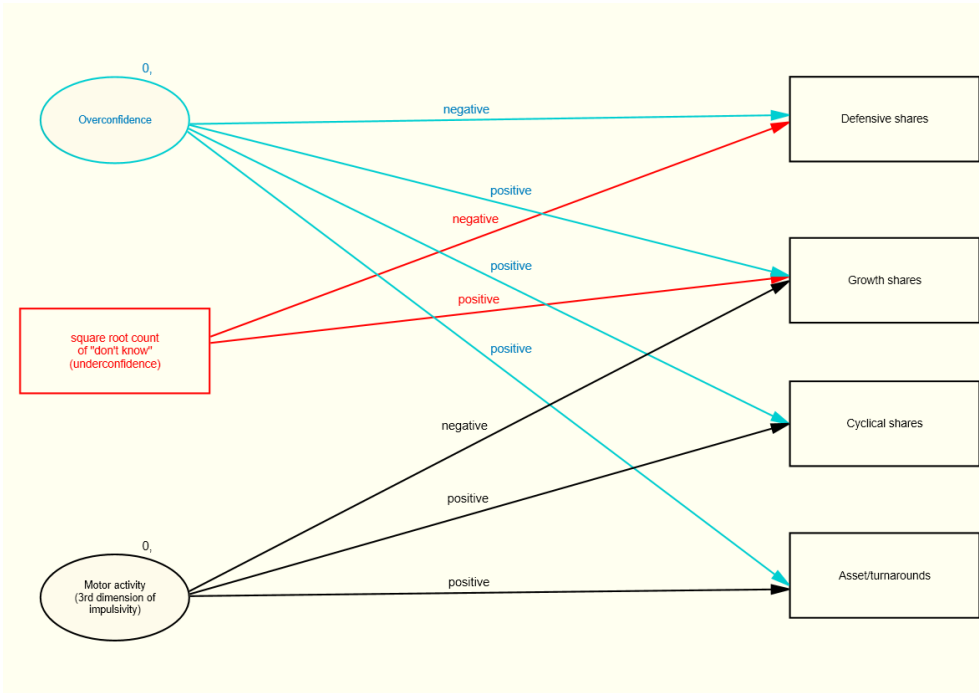 0,
Overconfidence
negative
Defensive shares
positive
negative
positive
Growth shares
positive
square root count
of "don't know"
(underconfidence)
positive
negative
Cyclical shares
positive
0,
Motor activity
(3rd dimension of
impulsivity)
positive
Asset/turnarounds